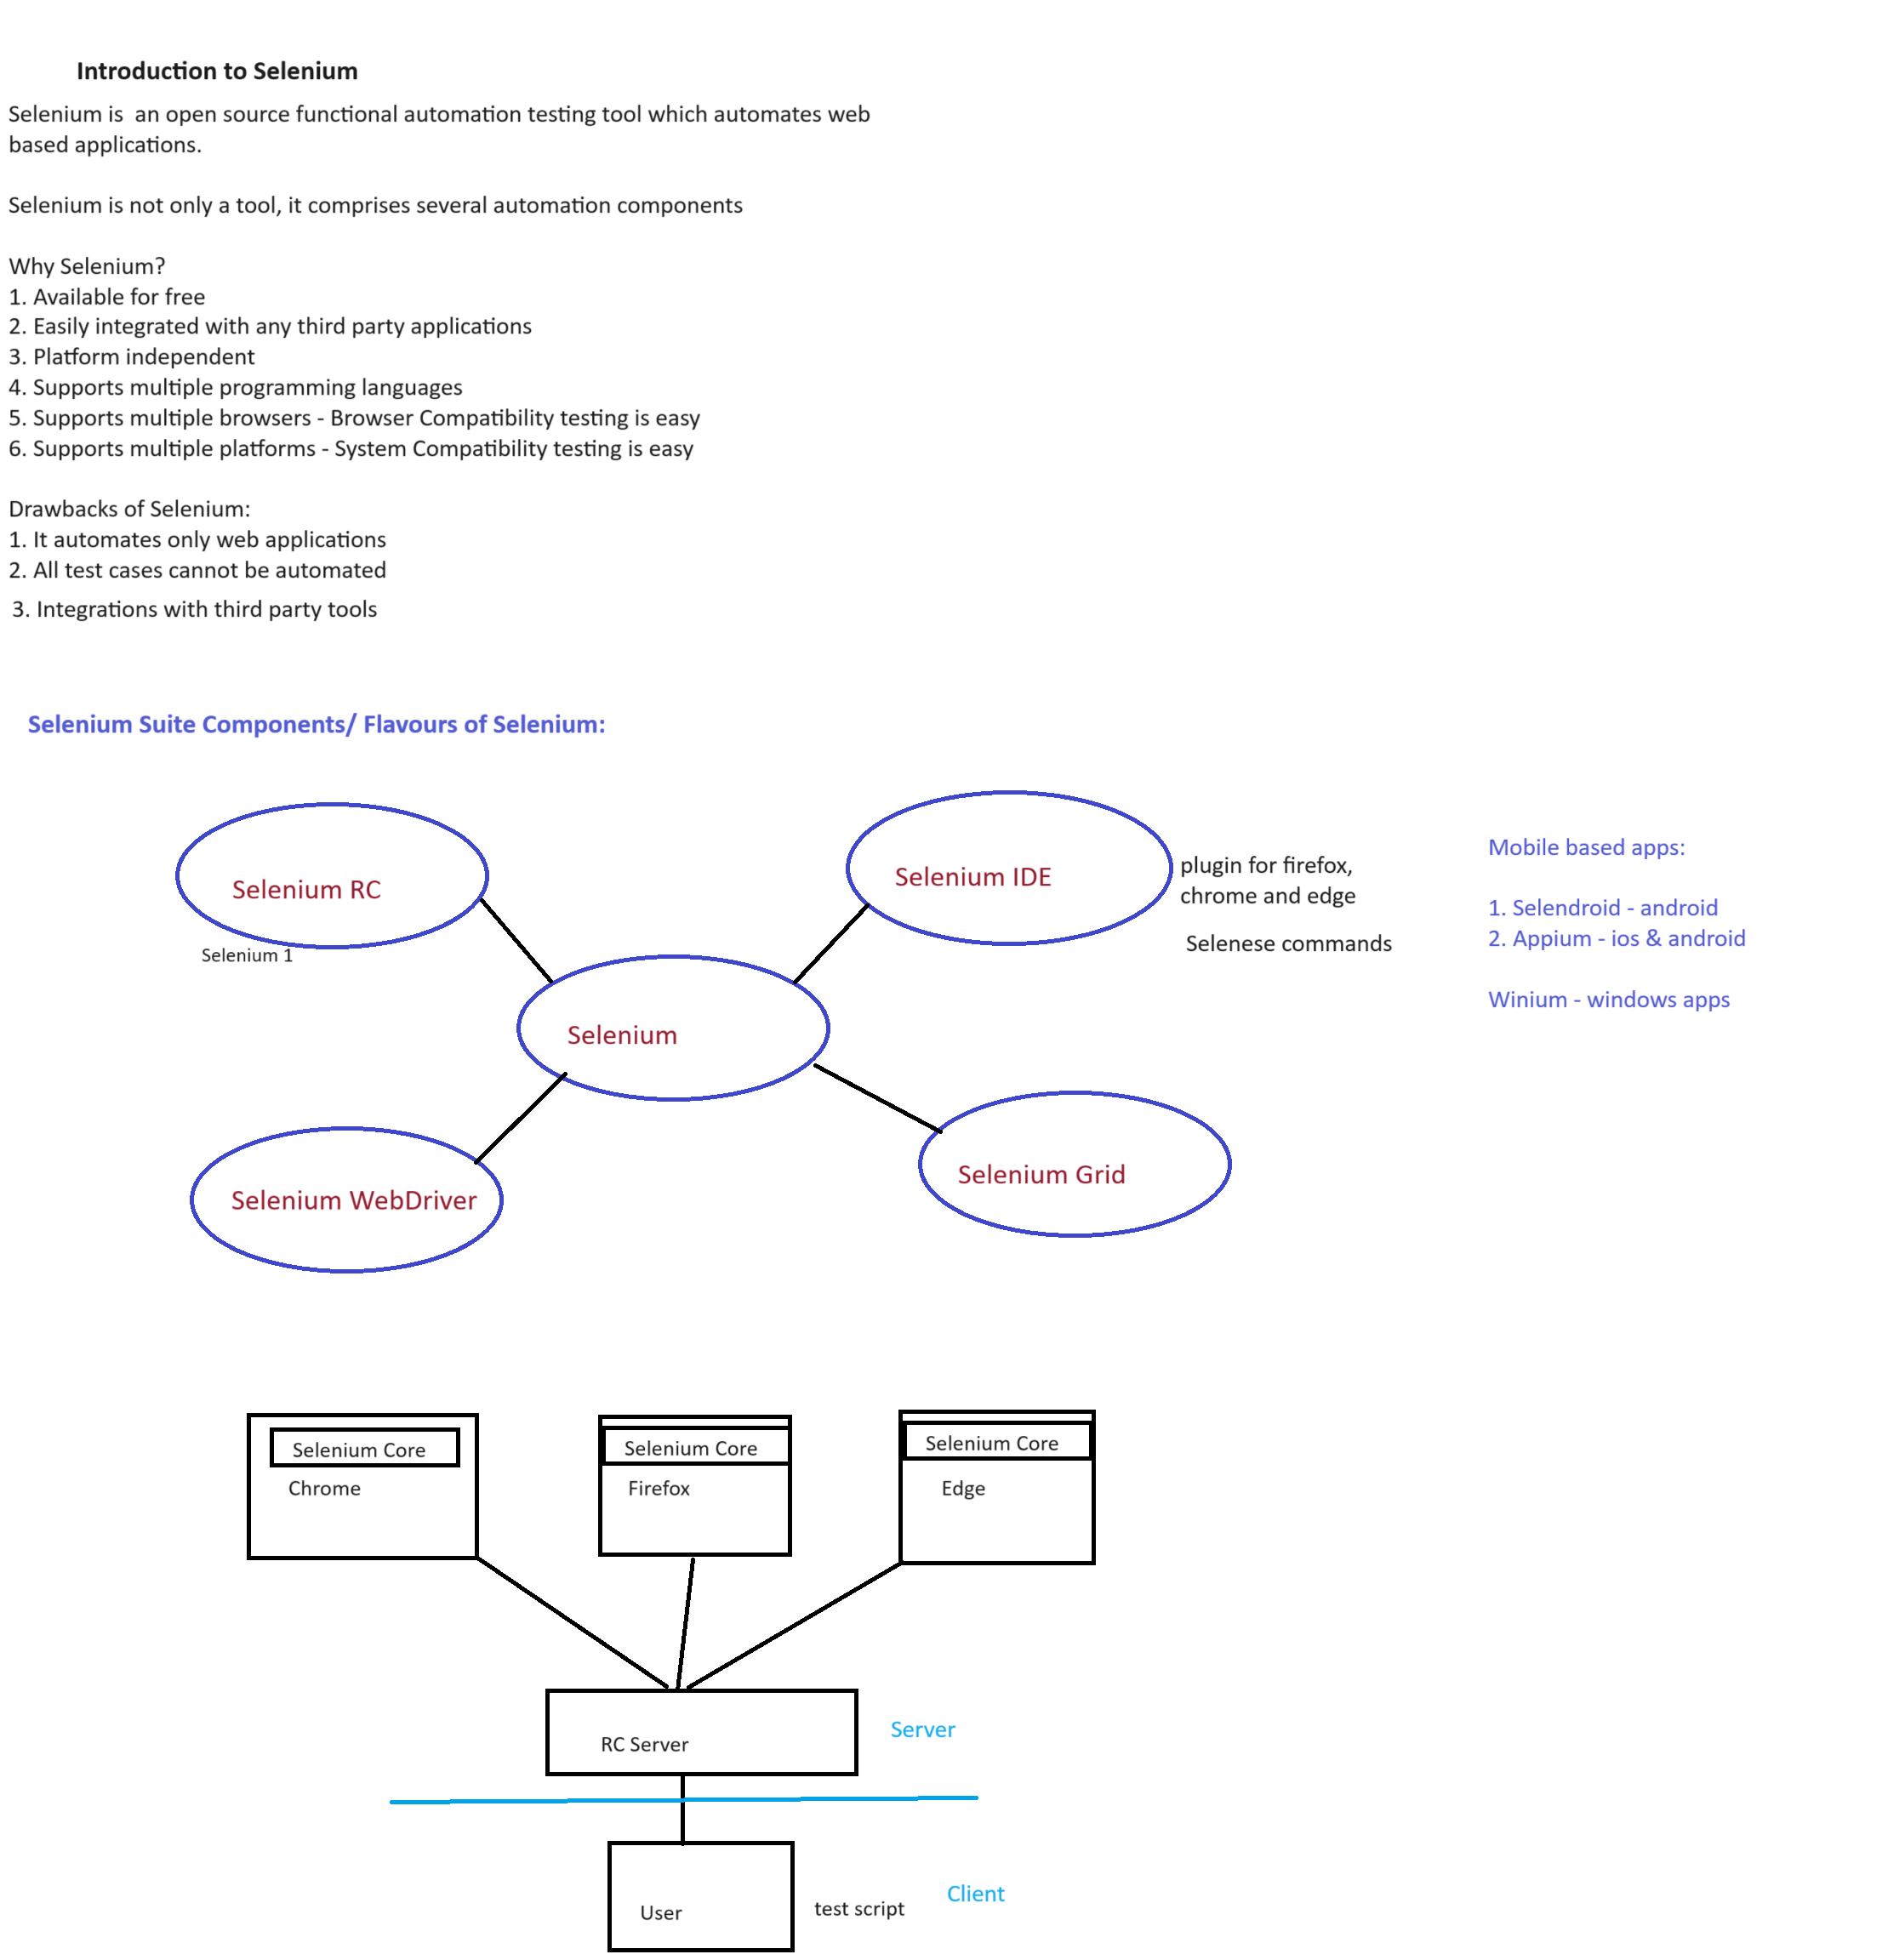 Introduction to Selenium
Selenium is  an open source functional automation testing tool which automates web
based applications.
Selenium is not only a tool, it comprises several automation components
Why Selenium?
1. Available for free
2. Easily integrated with any third party applications
3. Platform independent
4. Supports multiple programming languages
5. Supports multiple browsers - Browser Compatibility testing is easy
6. Supports multiple platforms - System Compatibility testing is easy
Drawbacks of Selenium:
1. It automates only web applications
2. All test cases cannot be automated
3. Integrations with third party tools
Selenium Suite Components/ Flavours of Selenium:
Selenium RC
Selenium 1
Selenium IDE
plugin for firefox,
chrome and edge
Selenese commands
Mobile based apps:
1. Selendroid - android
2. Appium - ios & android
Winium - windows apps
Selenium
Selenium WebDriver
Selenium Grid
Selenium Core
Chrome
Selenium Core
Firefox
Selenium Core
Edge
RC Server
Server
User
test script
Client